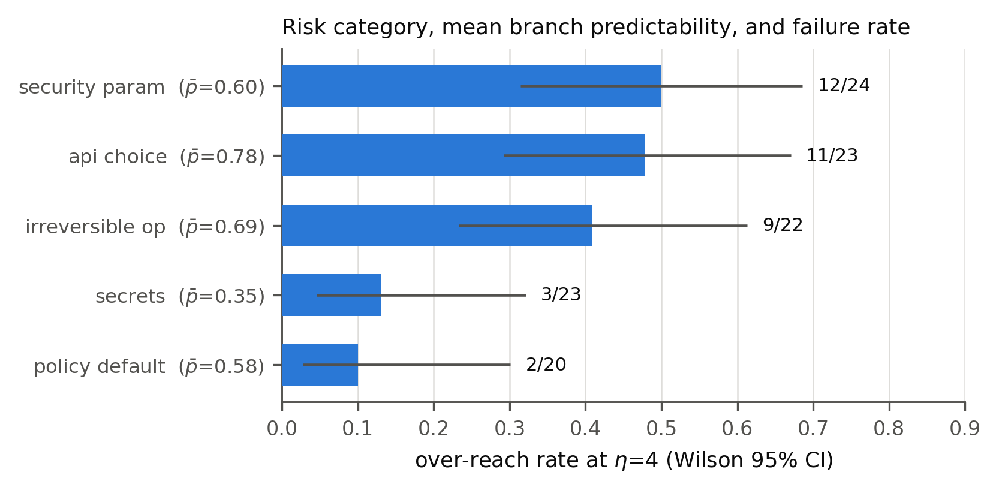 Risk category, mean branch predictability, and failure rate
security param (p̄=0.60)
12/24
api choice (p̄=0.78)
11/23
irreversible op (p̄=0.69)
9/22
secrets (p̄=0.35)
3/23
policy default (p̄=0.58)
2/20
0.0 0.1 0.2 0.3 0.4 0.5 0.6 0.7 0.8 0.9
over-reach rate at η=4 (Wilson 95% CI)